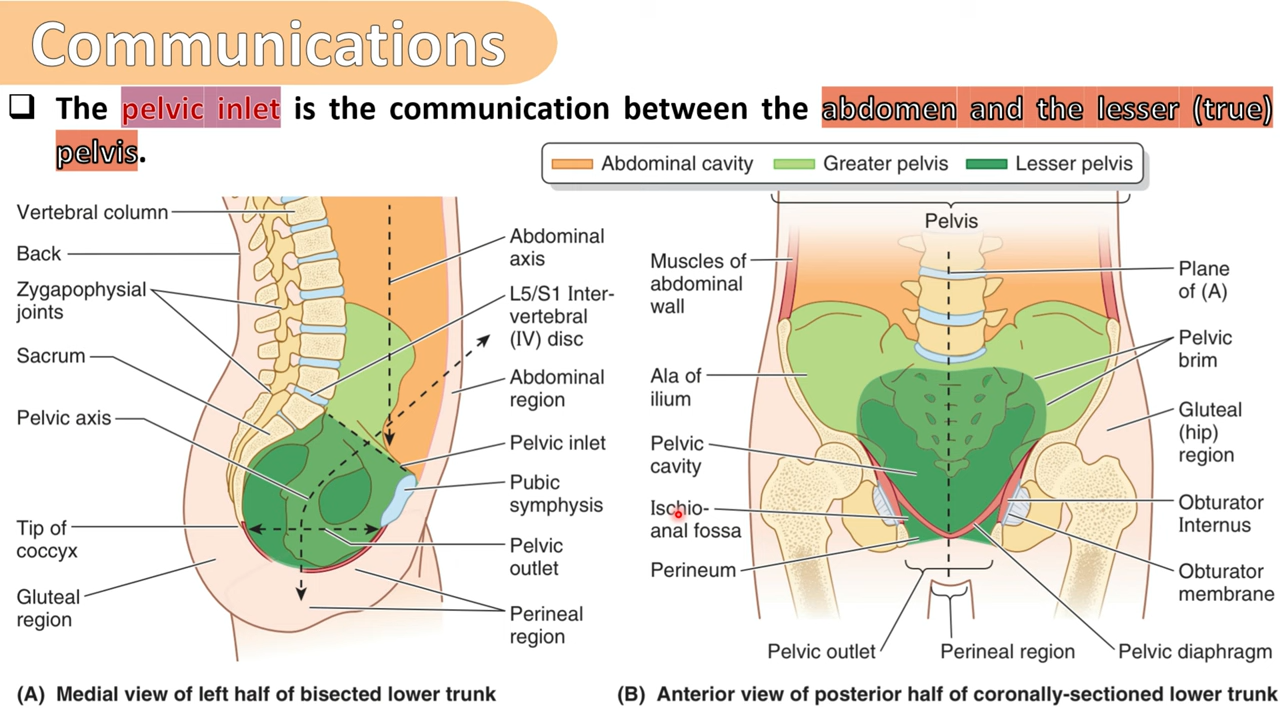 Communications
❑ The pelvic inlet is the communication between the abdomen and the lesser (true)
pelvis.
Abdominal cavity
Greater pelvis
Lesser pelvis
Vertebral column
Back
Zygapophysial
joints
Sacrum
Pelvic axis
Tip of
coccyx
Gluteal
region
Abdominal
axis
L5/S1 Inter-
vertebral
(IV) disc
Abdominal
region
Pelvic inlet
Pubic
symphysis
Pelvic
outlet
Perineal
region
(A) Medial view of left half of bisected lower trunk
Pelvis
Muscles of
abdominal
wall
Ala of
ilium
Pelvic
cavity
Ischio-
anal fossa
Perineum
Plane
of (A)
Pelvic
brim
Gluteal
(hip)
region
Obturator
Internus
Obturator
membrane
Pelvic outlet
Perineal region
Pelvic diaphragm
(B) Anterior view of posterior half of coronally-sectioned lower trunk